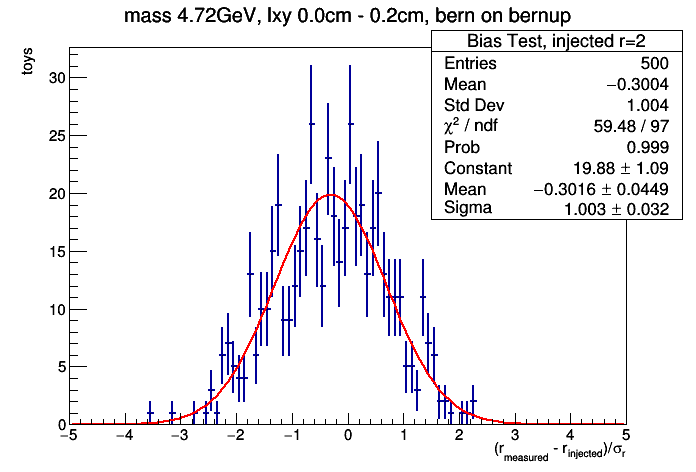 mass 4.72GeV, lxy 0.0cm - 0.2cm, bern on bernup
Bias Test, injected r=2
Entries 500
Mean −0.3004
Std Dev 1.004
χ² / ndf 59.48 / 97
Prob 0.999
Constant 19.88 ± 1.09
Mean −0.3016 ± 0.0449
Sigma 1.003 ± 0.032
toys
30
25
20
15
10
5
0
−5 −4 −3 −2 −1 0 1 2 3 4 5
(r_measured - r_injected)/σ_r